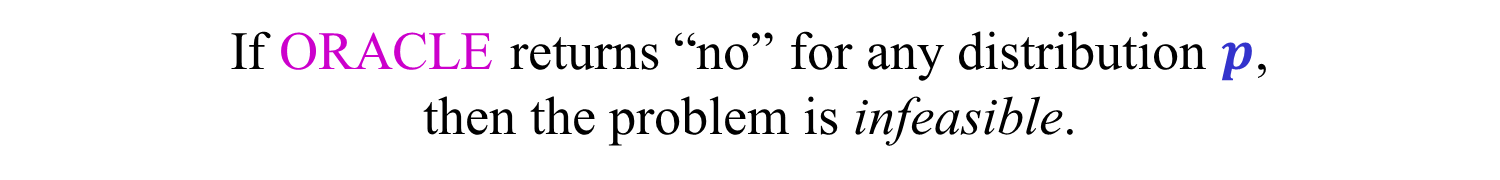 If ORACLE returns “no” for any distribution p,
then the problem is infeasible.